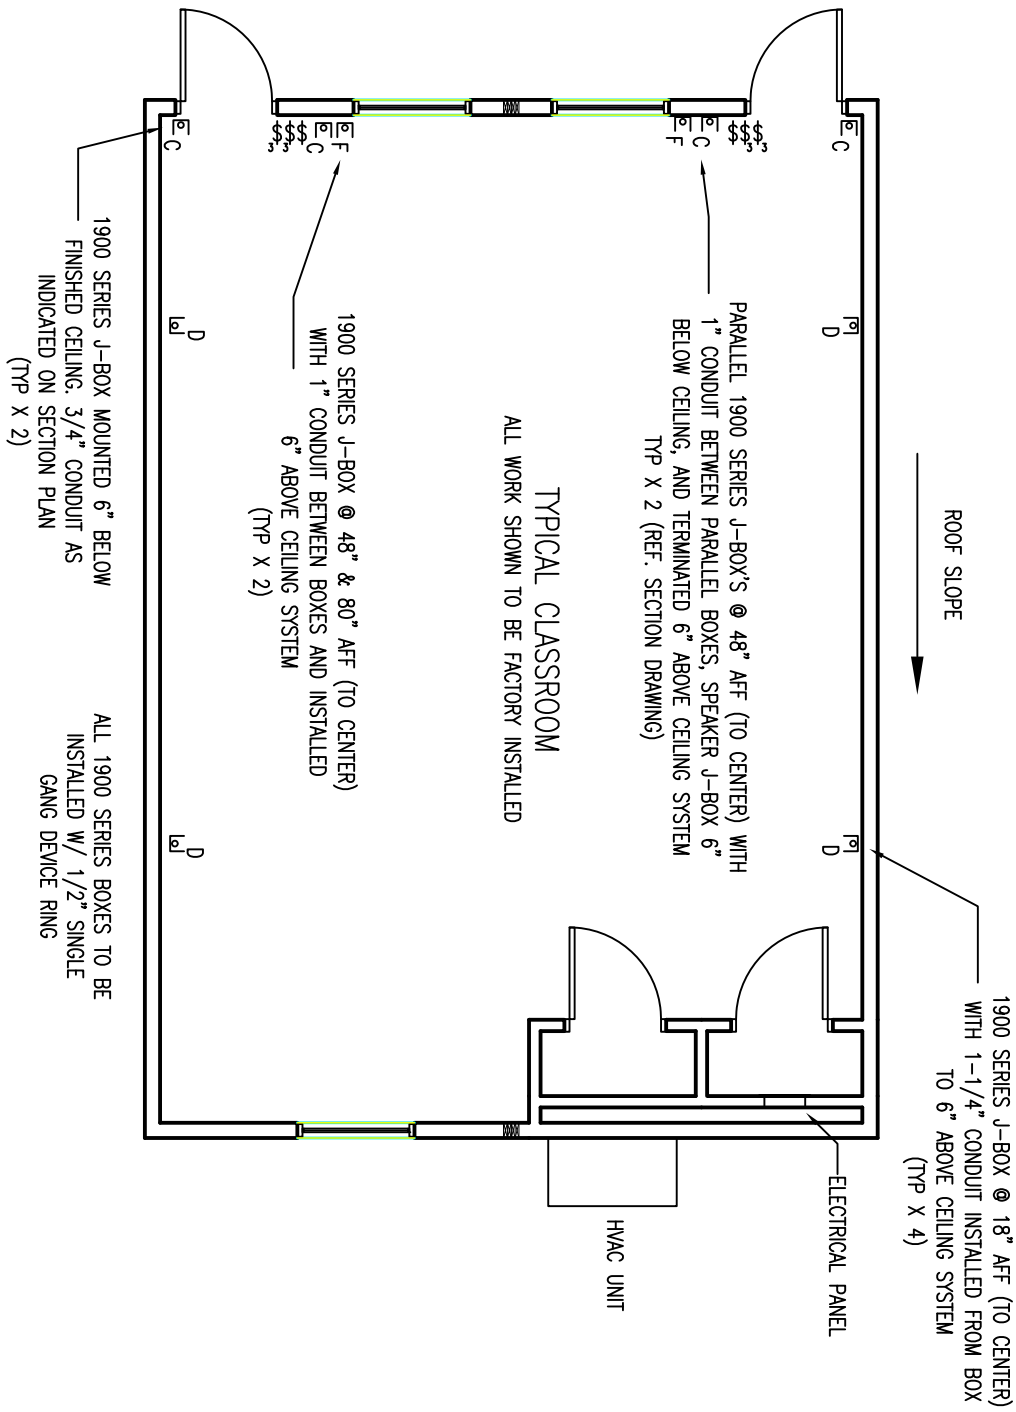 ROOF SLOPE
1900 SERIES J-BOX @ 18" AFF (TO CENTER)
WITH 1-1/4" CONDUIT INSTALLED FROM BOX
TO 6" ABOVE CEILING SYSTEM
(TYP X 4)
C
D
D
$ $ $
3 3
C
F
PARALLEL 1900 SERIES J-BOX'S @ 48" AFF (TO CENTER) WITH
1" CONDUIT BETWEEN PARALLEL BOXES, SPEAKER J-BOX 6"
BELOW CEILING, AND TERMINATED 6" ABOVE CEILING SYSTEM
TYP X 2 (REF. SECTION DRAWING)
ELECTRICAL PANEL
HVAC UNIT
TYPICAL CLASSROOM
ALL WORK SHOWN TO BE FACTORY INSTALLED
F
C
$ $ $
3 3
1900 SERIES J-BOX @ 48" & 80" AFF (TO CENTER)
WITH 1" CONDUIT BETWEEN BOXES AND INSTALLED
6" ABOVE CEILING SYSTEM
(TYP X 2)
C
D
D
1900 SERIES J-BOX MOUNTED 6" BELOW
FINISHED CEILING. 3/4" CONDUIT AS
INDICATED ON SECTION PLAN
(TYP X 2)
ALL 1900 SERIES BOXES TO BE
INSTALLED W/ 1/2" SINGLE
GANG DEVICE RING